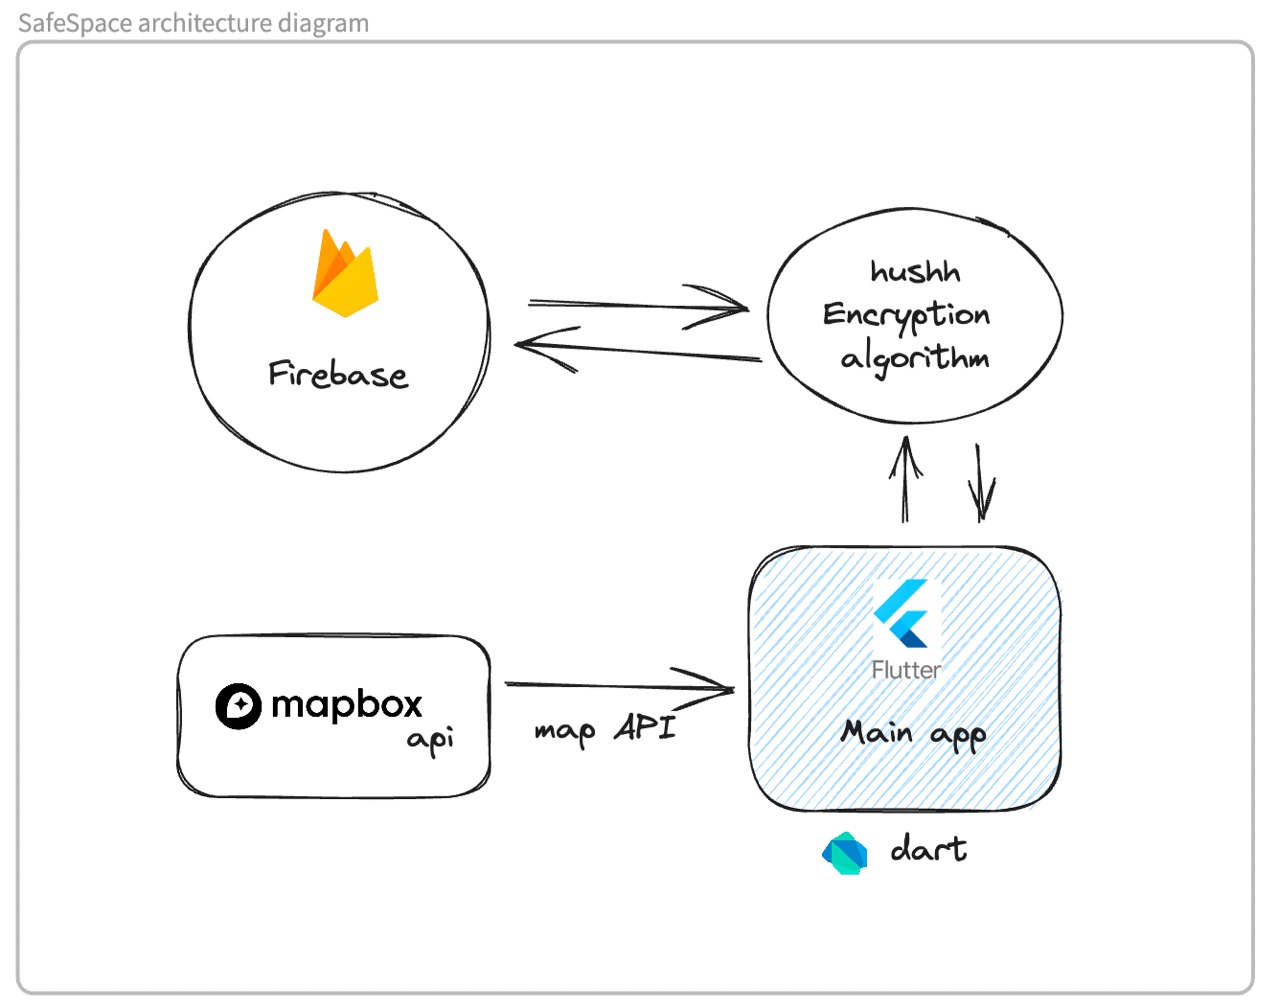 SafeSpace architecture diagram
Firebase
hushh
Encryption
algorithm
mapbox
api
map API
Flutter
Main app
dart